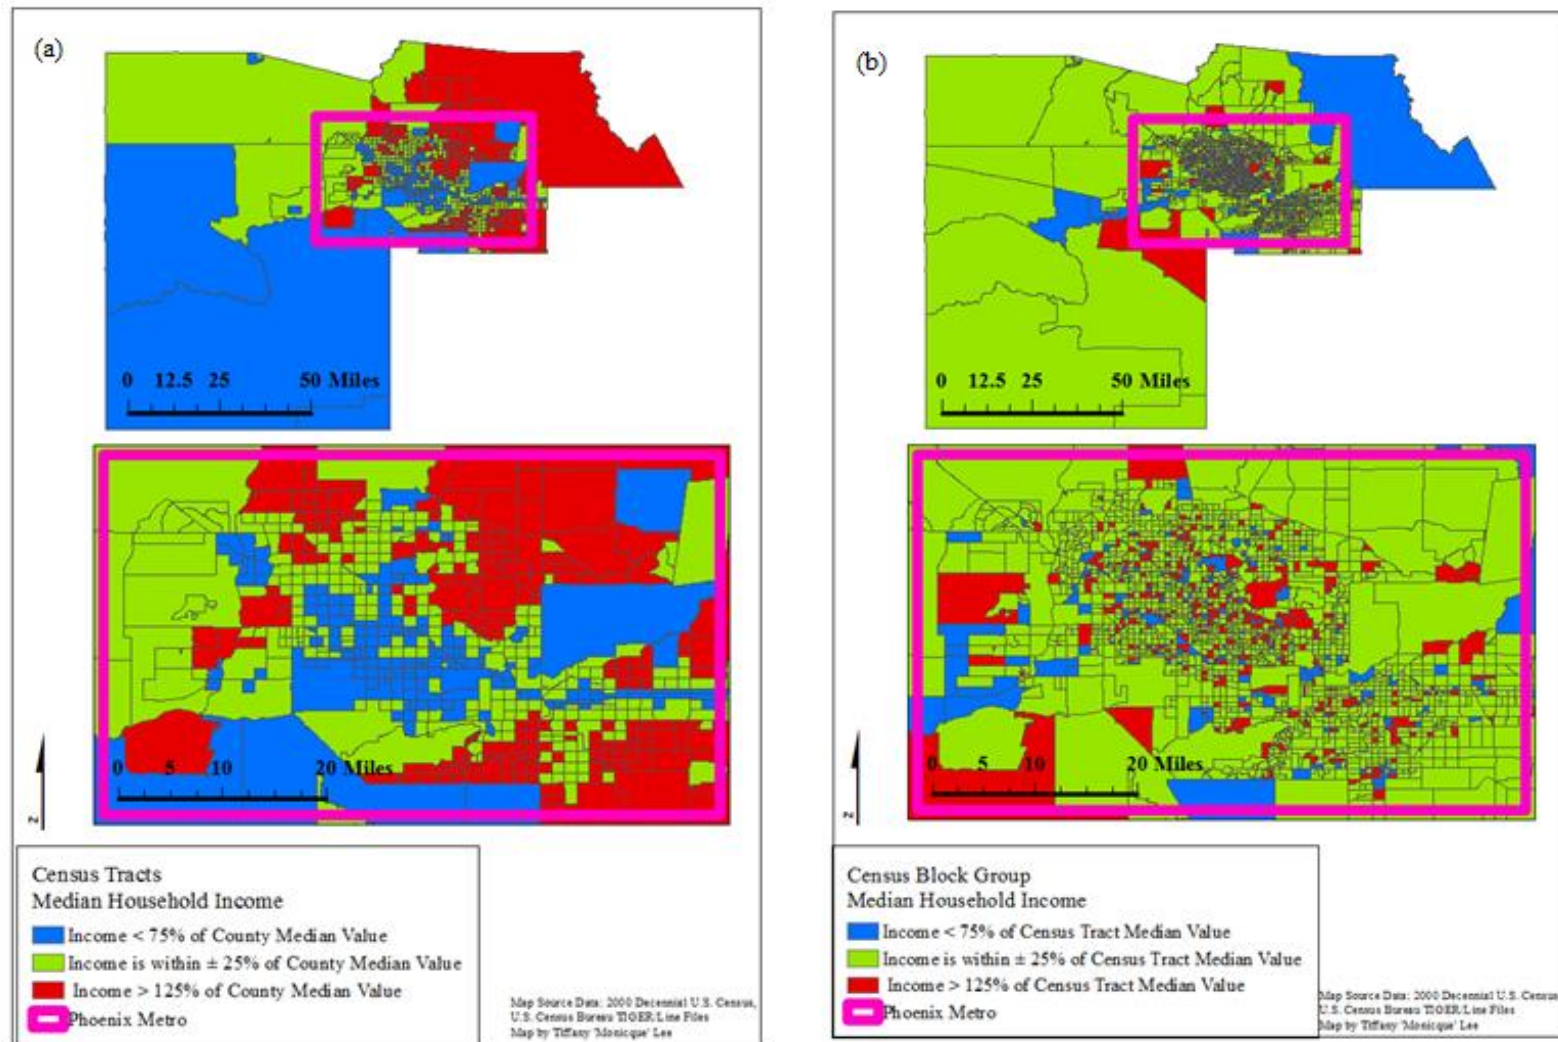 (a)
0 12.5 25 50 Miles
0 5 10 20 Miles
z
Census Tracts
Median Household Income
Income < 75% of County Median Value
Income is within ± 25% of County Median Value
Income > 125% of County Median Value
Phoenix Metro
Map Source Data: 2000 Decennial U.S. Census,
U.S. Census Bureau TIGER/Line Files
Map by Tiffany 'Monicque' Lee
(b)
0 12.5 25 50 Miles
0 5 10 20 Miles
z
Census Block Group
Median Household Income
Income < 75% of Census Tract Median Value
Income is within ± 25% of Census Tract Median Value
Income > 125% of Census Tract Median Value
Phoenix Metro
Map Source Data: 2000 Decennial U.S. Census
U.S. Census Bureau TIGER/Line Files
Map by Tiffany 'Monicque' Lee